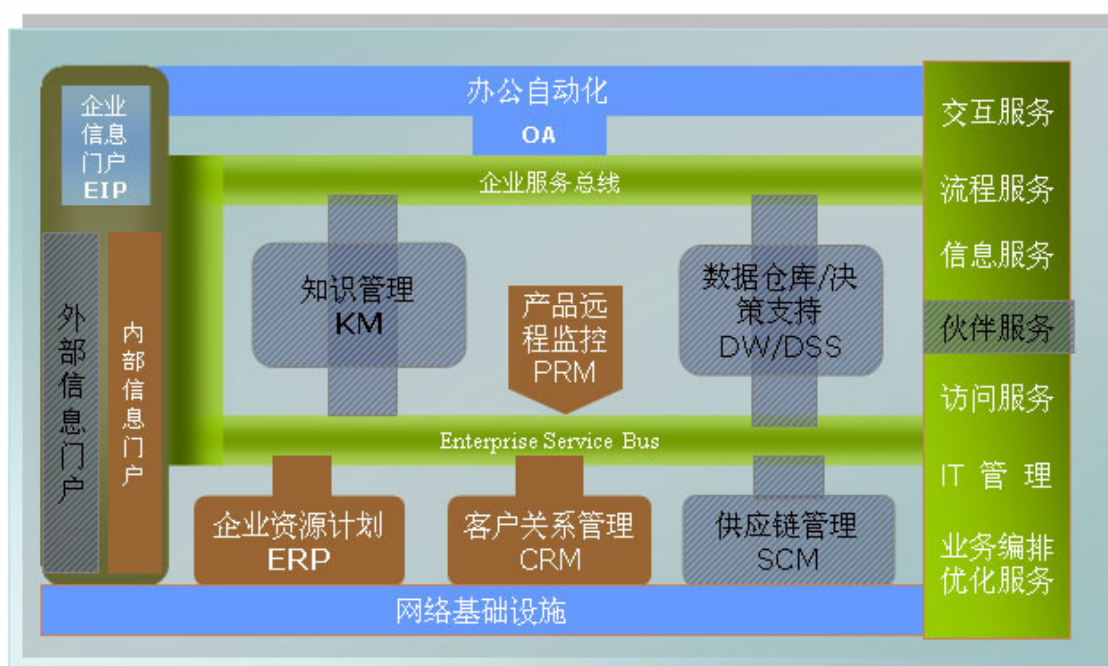 办公自动化
OA
企业
信息
门户
EIP
外部信息门户
内部信息门户
企业服务总线
知识管理
KM
产品远
程监控
PRM
数据仓库/决
策支持
DW/DSS
Enterprise Service Bus
企业资源计划
ERP
客户关系管理
CRM
供应链管理
SCM
网络基础设施
交互服务
流程服务
信息服务
伙伴服务
访问服务
IT 管 理
业务编排
优化服务